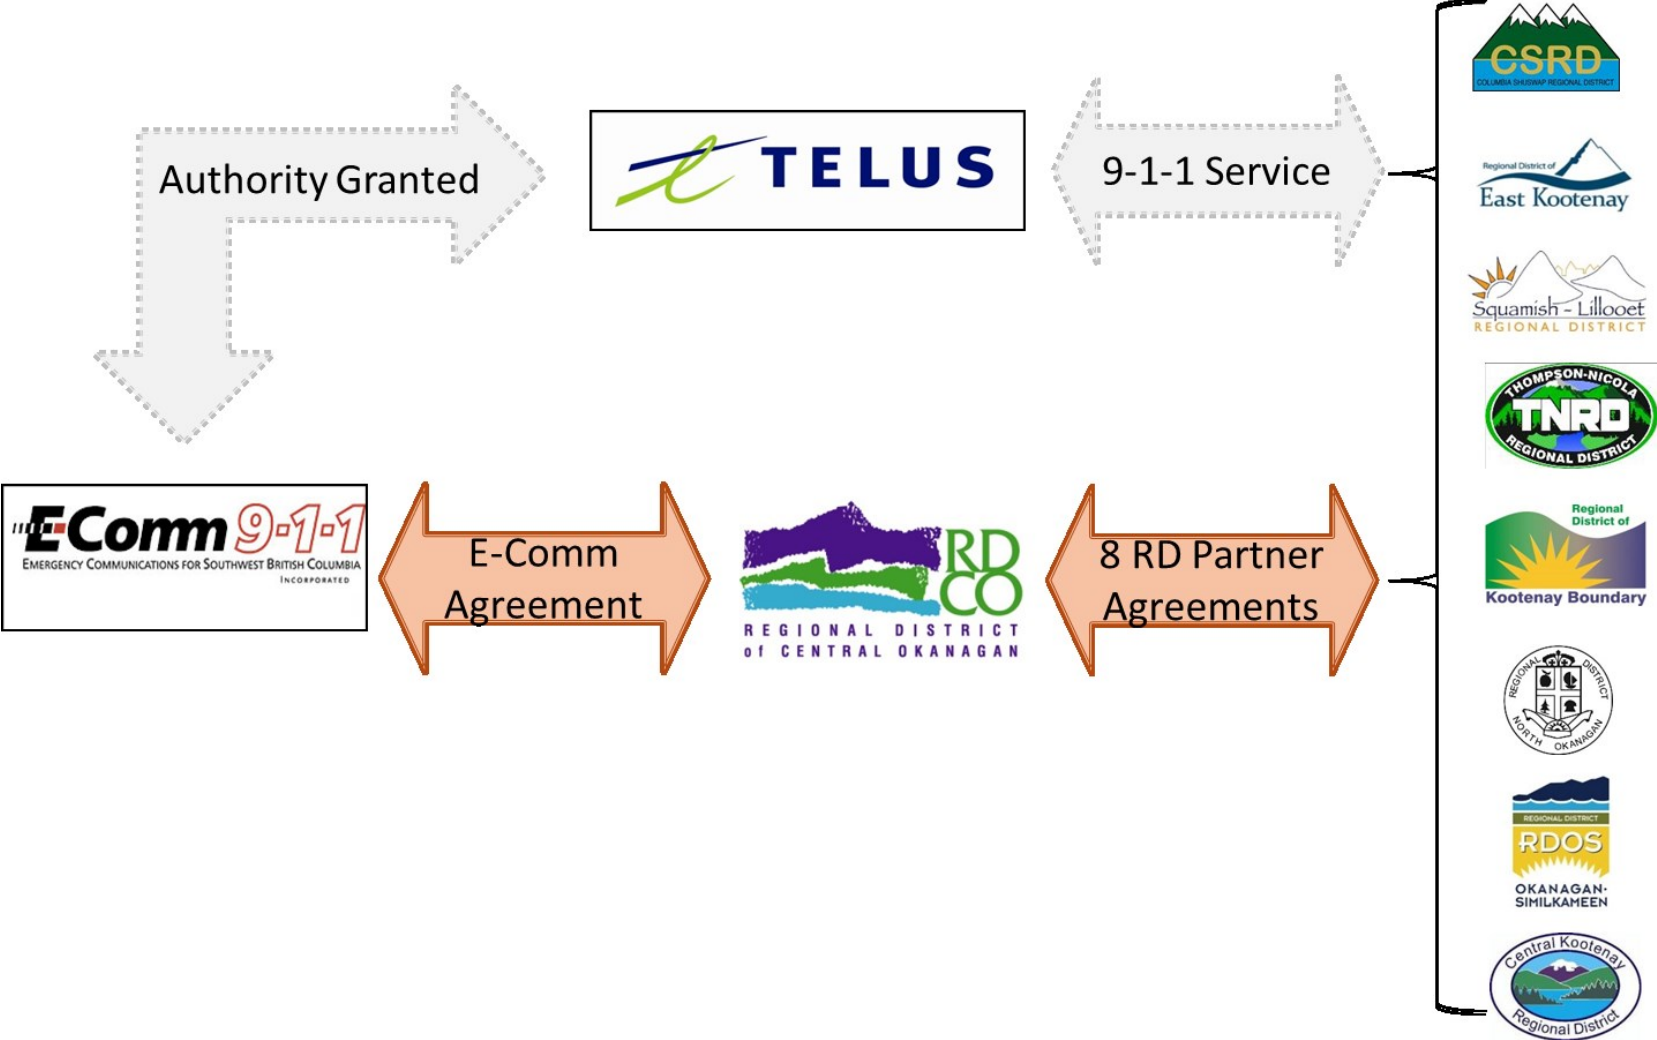 Authority Granted
TELUS
9-1-1 Service
E-Comm 9-1-1
EMERGENCY COMMUNICATIONS FOR SOUTHWEST BRITISH COLUMBIA
INCORPORATED
E-Comm
Agreement
RD
CO
REGIONAL DISTRICT
of CENTRAL OKANAGAN
8 RD Partner
Agreements
CSRD
COLUMBIA SHUSWAP REGIONAL DISTRICT
Regional District of
East Kootenay
Squamish - Lillooet
REGIONAL DISTRICT
THOMPSON-NICOLA
TNRD
REGIONAL DISTRICT
Regional
District of
Kootenay Boundary
REGIONAL DISTRICT
NORTH OKANAGAN
REGIONAL DISTRICT
RDOS
OKANAGAN-
SIMILKAMEEN
Central Kootenay
Regional District